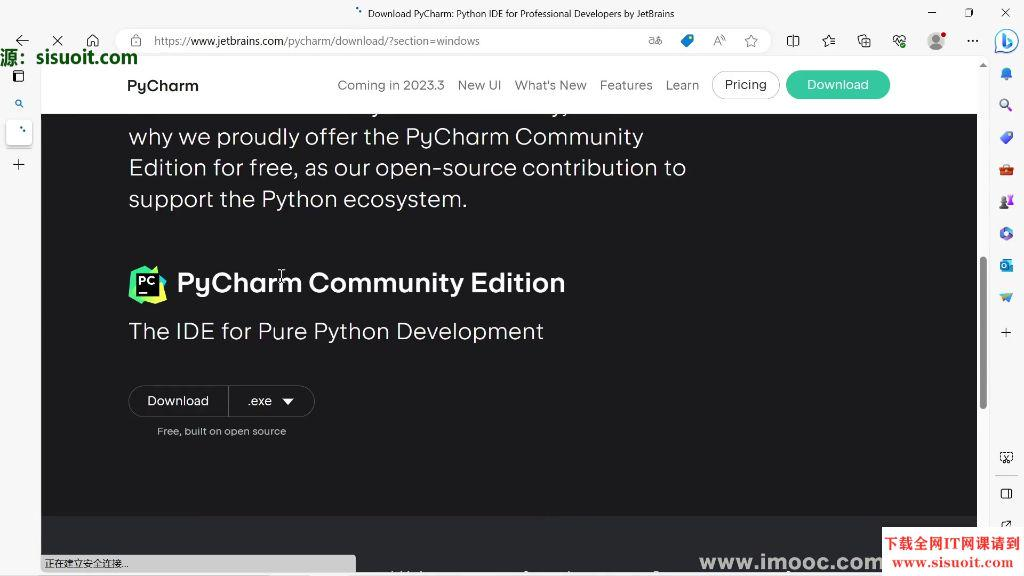 Download PyCharm: Python IDE for Professional Developers by JetBrains
https://www.jetbrains.com/pycharm/download/?section=windows
源: sisuoit.com
PyCharm
Coming in 2023.3 New UI What's New Features Learn Pricing Download
why we proudly offer the PyCharm Community
Edition for free, as our open-source contribution to
support the Python ecosystem.
PC
PyCharm Community Edition
The IDE for Pure Python Development
Download .exe
Free, built on open source
正在建立安全连接...
www.imooc.com
下载全网IT网课请到
www.sisuoit.com